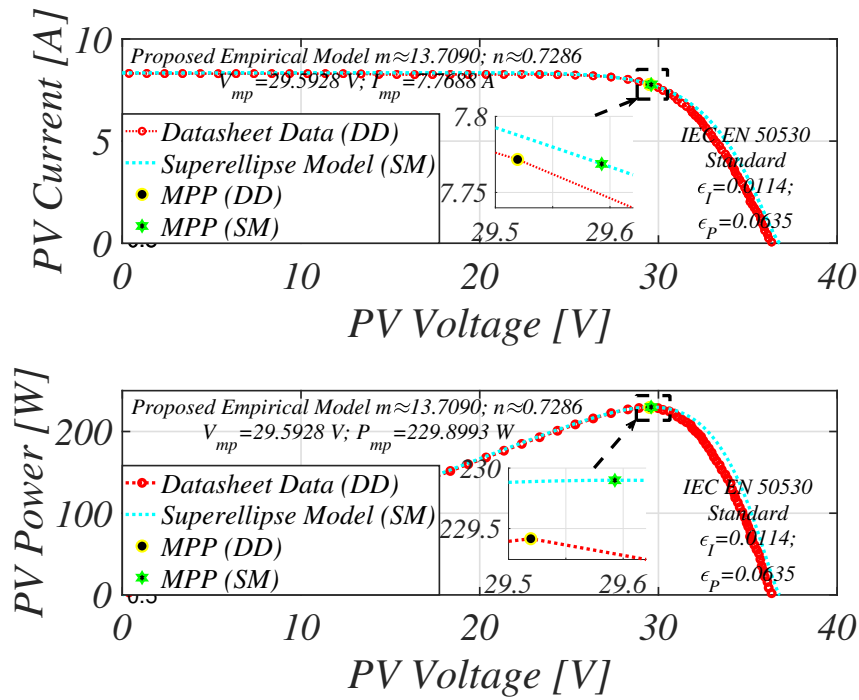 10
5
0
PV Current [A]
Proposed Empirical Model m≈13.7090; n≈0.7286
V_mp=29.5928 V; I_mp=7.7688 A
Datasheet Data (DD)
Superellipse Model (SM)
MPP (DD)
MPP (SM)
7.8
7.75
29.5
29.6
IEC EN 50530
Standard
ϵ_I=0.0114;
ϵ_P=0.0635
0
10
20
30
40
PV Voltage [V]
200
100
0
PV Power [W]
Proposed Empirical Model m≈13.7090; n≈0.7286
V_mp=29.5928 V; P_mp=229.8993 W
Datasheet Data (DD)
Superellipse Model (SM)
MPP (DD)
MPP (SM)
230
229.5
29.5
29.6
IEC EN 50530
Standard
ϵ_I=0.0114;
ϵ_P=0.0635
0
10
20
30
40
PV Voltage [V]